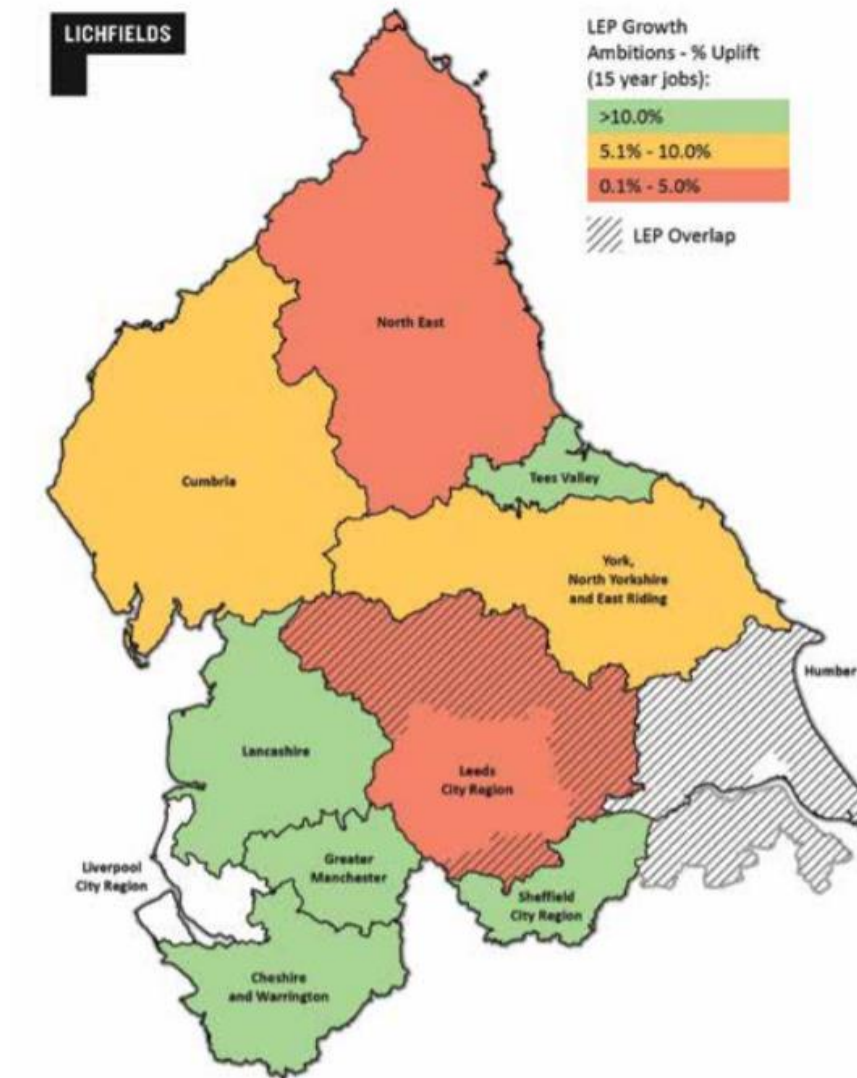 LICHFIELDS
LEP Growth
Ambitions - % Uplift
(15 year jobs):
>10.0%
5.1% - 10.0%
0.1% - 5.0%
LEP Overlap
North East
Cumbria
Tees Valley
York,
North Yorkshire
and East Riding
Humber
Lancashire
Leeds
City Region
Liverpool
City Region
Greater
Manchester
Sheffield
City Region
Cheshire
and Warrington